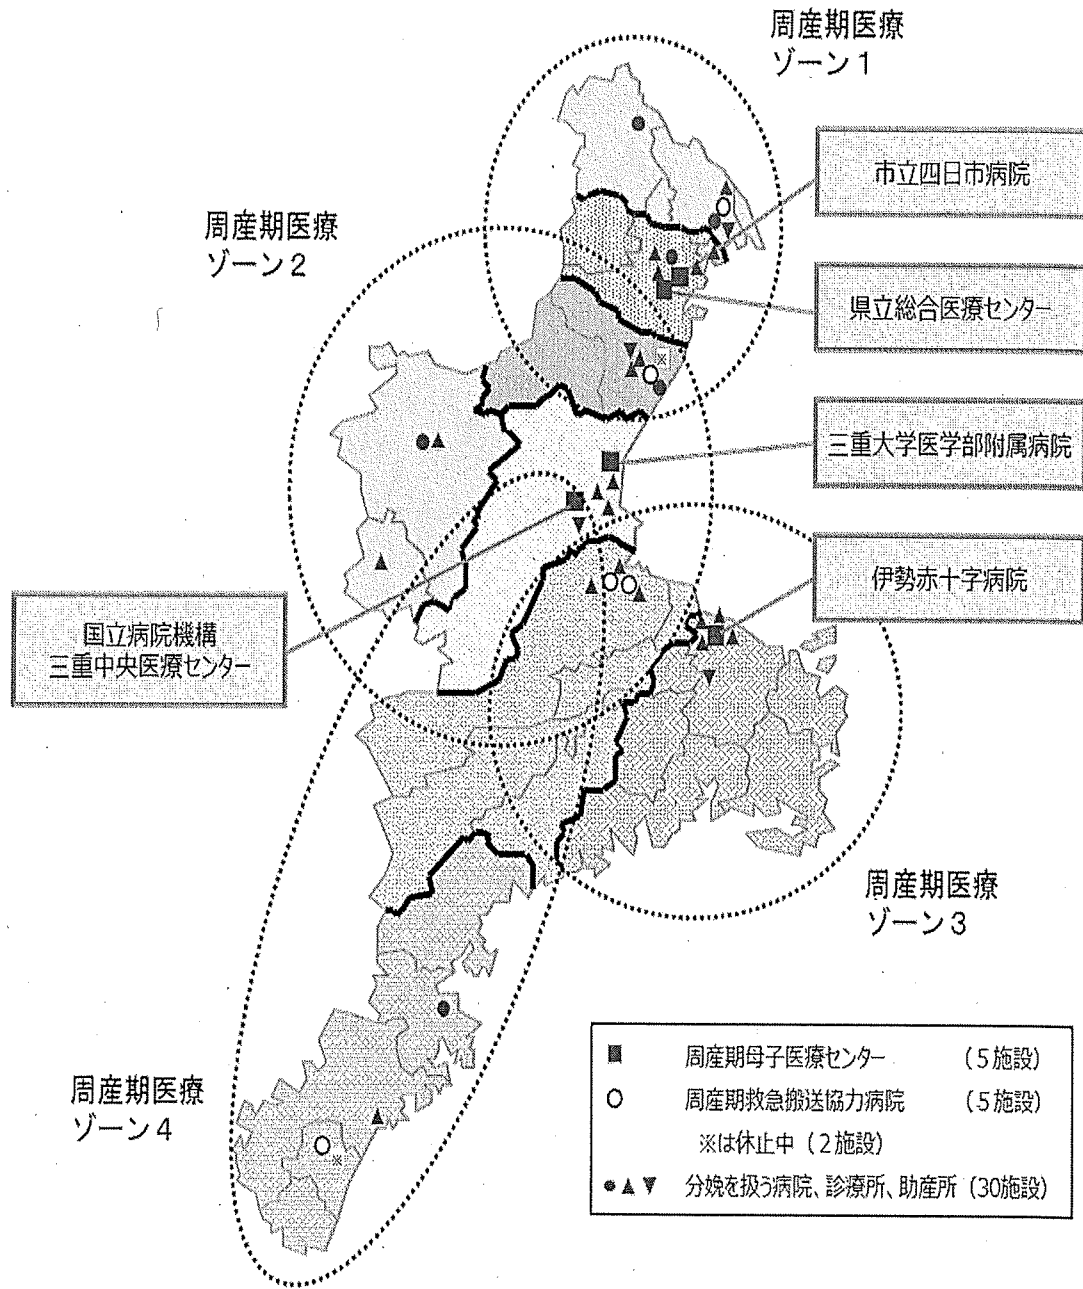 周産期医療
ゾーン1
市立四日市病院
周産期医療
ゾーン2
県立総合医療センター
※
三重大学医学部附属病院
伊勢赤十字病院
国立病院機構
三重中央医療センター
周産期医療
ゾーン3
周産期医療
ゾーン4
※
■ 周産期母子医療センター (5施設)
○ 周産期救急搬送協力病院 (5施設)
※は休止中 (2施設)
●▲▼ 分娩を扱う病院、診療所、助産所 (30施設)